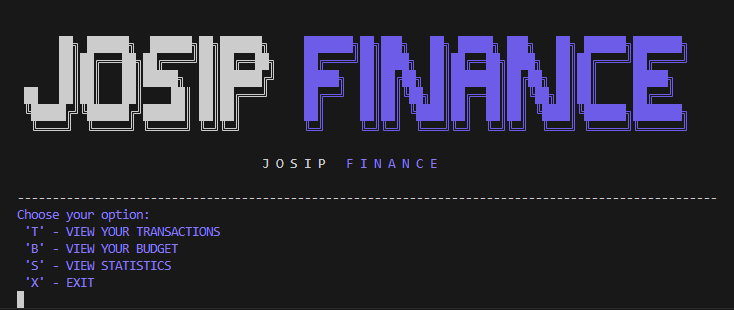 JOSIP FINANCE
JOSIP FINANCE
----------------------------------------------------------------------------------------------------
Choose your option:
'T' - VIEW YOUR TRANSACTIONS
'B' - VIEW YOUR BUDGET
'S' - VIEW STATISTICS
'X' - EXIT